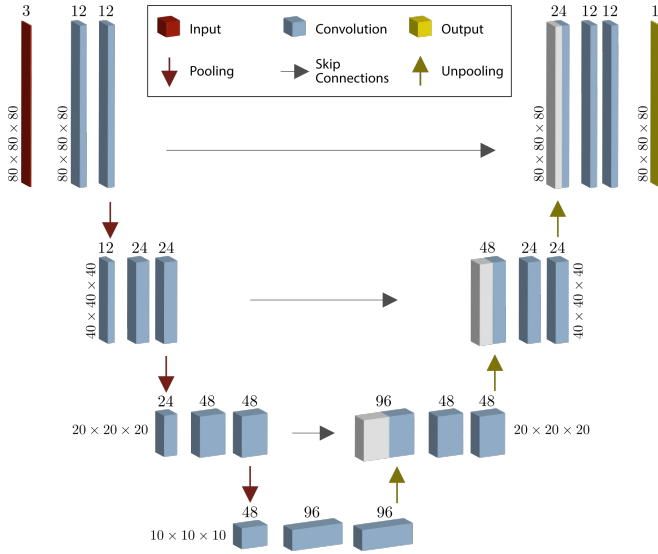 3
12
12
24
12
12
1
Input
Convolution
Output
Pooling
Skip
Connections
Unpooling
80 × 80 × 80
80 × 80 × 80
80 × 80 × 80
80 × 80 × 80
12
24
24
48
24
24
40 × 40 × 40
40 × 40 × 40
24
48
48
96
48
48
20 × 20 × 20
20 × 20 × 20
48
96
96
10 × 10 × 10